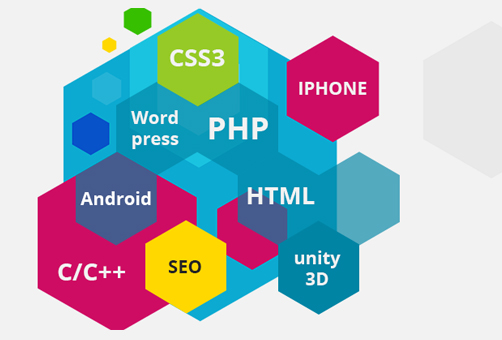 CSS3
IPHONE
Word
press
PHP
Android
HTML
C/C++
SEO
unity
3D